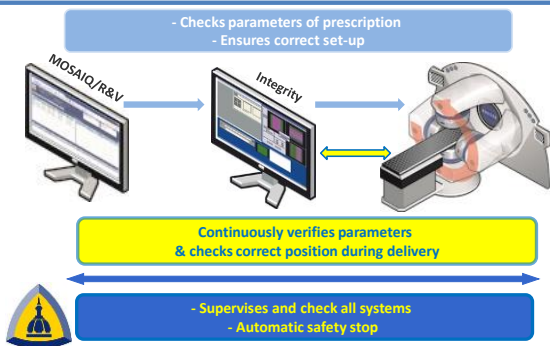 - Checks parameters of prescription
- Ensures correct set-up
MOSAIQ/R&V
Integrity
Continuously verifies parameters
& checks correct position during delivery
- Supervises and check all systems
- Automatic safety stop